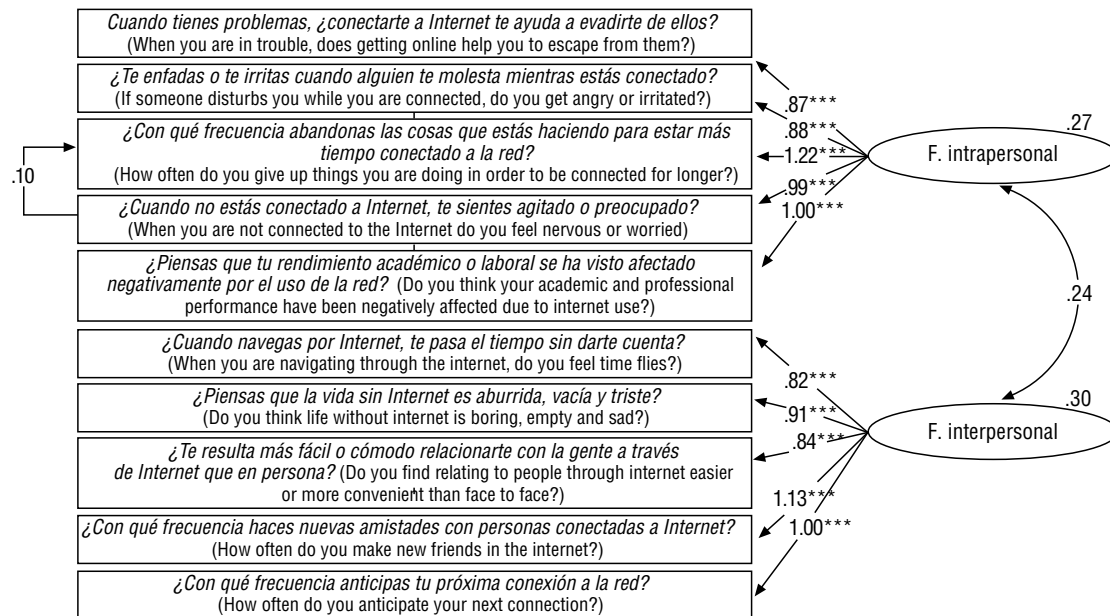 Cuando tienes problemas, ¿conectarte a Internet te ayuda a evadirte de ellos?
(When you are in trouble, does getting online help you to escape from them?)
¿Te enfadas o te irritas cuando alguien te molesta mientras estás conectado?
(If someone disturbs you while you are connected, do you get angry or irritated?)
¿Con qué frecuencia abandonas las cosas que estás haciendo para estar más
tiempo conectado a la red?
(How often do you give up things you are doing in order to be connected for longer?)
¿Cuando no estás conectado a Internet, te sientes agitado o preocupado?
(When you are not connected to the Internet do you feel nervous or worried)
¿Piensas que tu rendimiento académico o laboral se ha visto afectado
negativamente por el uso de la red? (Do you think your academic and professional
performance have been negatively affected due to internet use?)
¿Cuando navegas por Internet, te pasa el tiempo sin darte cuenta?
(When you are navigating through the internet, do you feel time flies?)
¿Piensas que la vida sin Internet es aburrida, vacía y triste?
(Do you think life without internet is boring, empty and sad?)
¿Te resulta más fácil o cómodo relacionarte con la gente a través
de Internet que en persona? (Do you find relating to people through internet easier
or more convenient than face to face?)
¿Con qué frecuencia haces nuevas amistades con personas conectadas a Internet?
(How often do you make new friends in the internet?)
¿Con qué frecuencia anticipas tu próxima conexión a la red?
(How often do you anticipate your next connection?)
.10
.87***
.88***
1.22***
.99***
1.00***
.27
F. intrapersonal
.24
.82***
.91***
.84***
1.13***
1.00***
.30
F. interpersonal